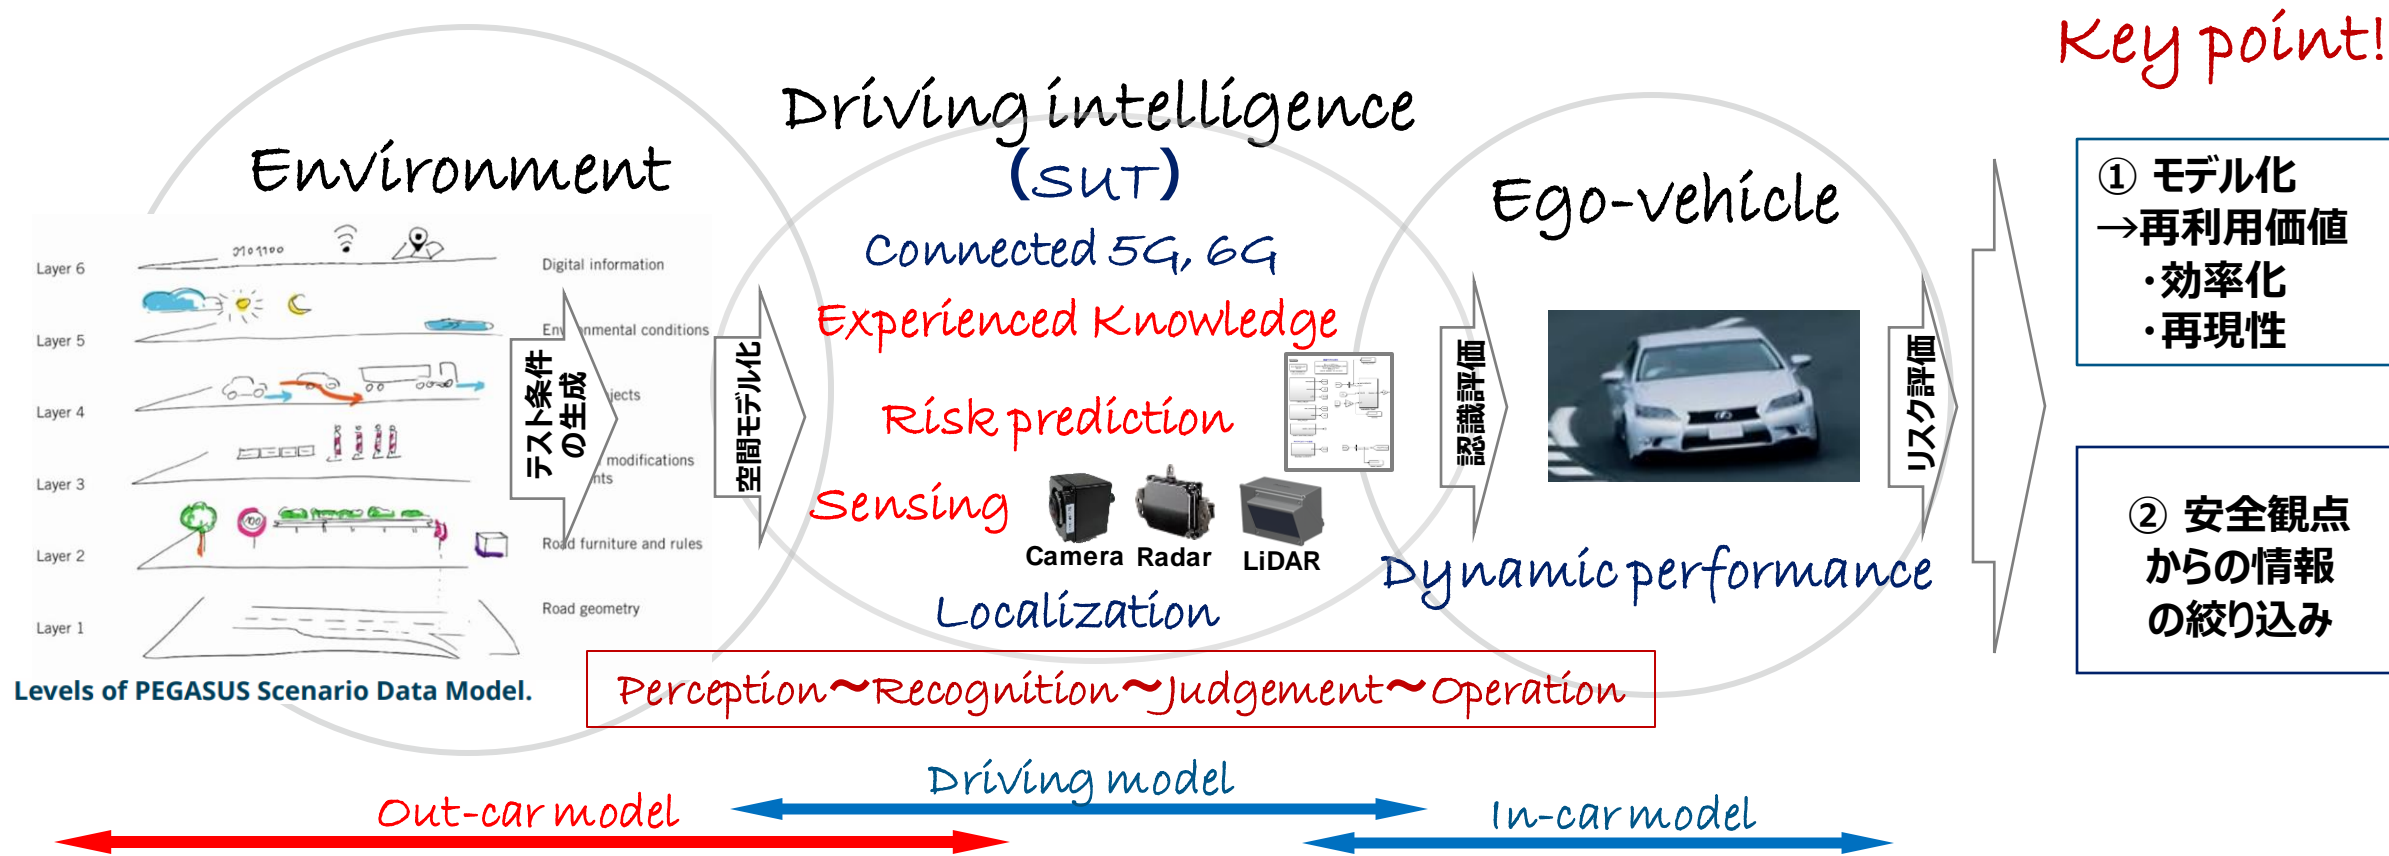 Key point!
Driving intelligence
(SUT)
Environment
Ego-vehicle
Connected 5G, 6G
Experienced Knowledge
Risk prediction
Sensing
Camera
Radar
LiDAR
Localization
Dynamic performance
Layer 6
Digital information
Layer 5
Layer 4
Layer 3
modifications
Layer 2
Road furniture and rules
Layer 1
Road geometry
100
Levels of PEGASUS Scenario Data Model.
テスト条件
の生成
空間モデル化
認識評価
リスク評価
① モデル化
→再利用価値
・効率化
・再現性
② 安全観点
からの情報
の絞り込み
Perception~Recognition~Judgement~Operation
Driving model
Out-car model
In-car model